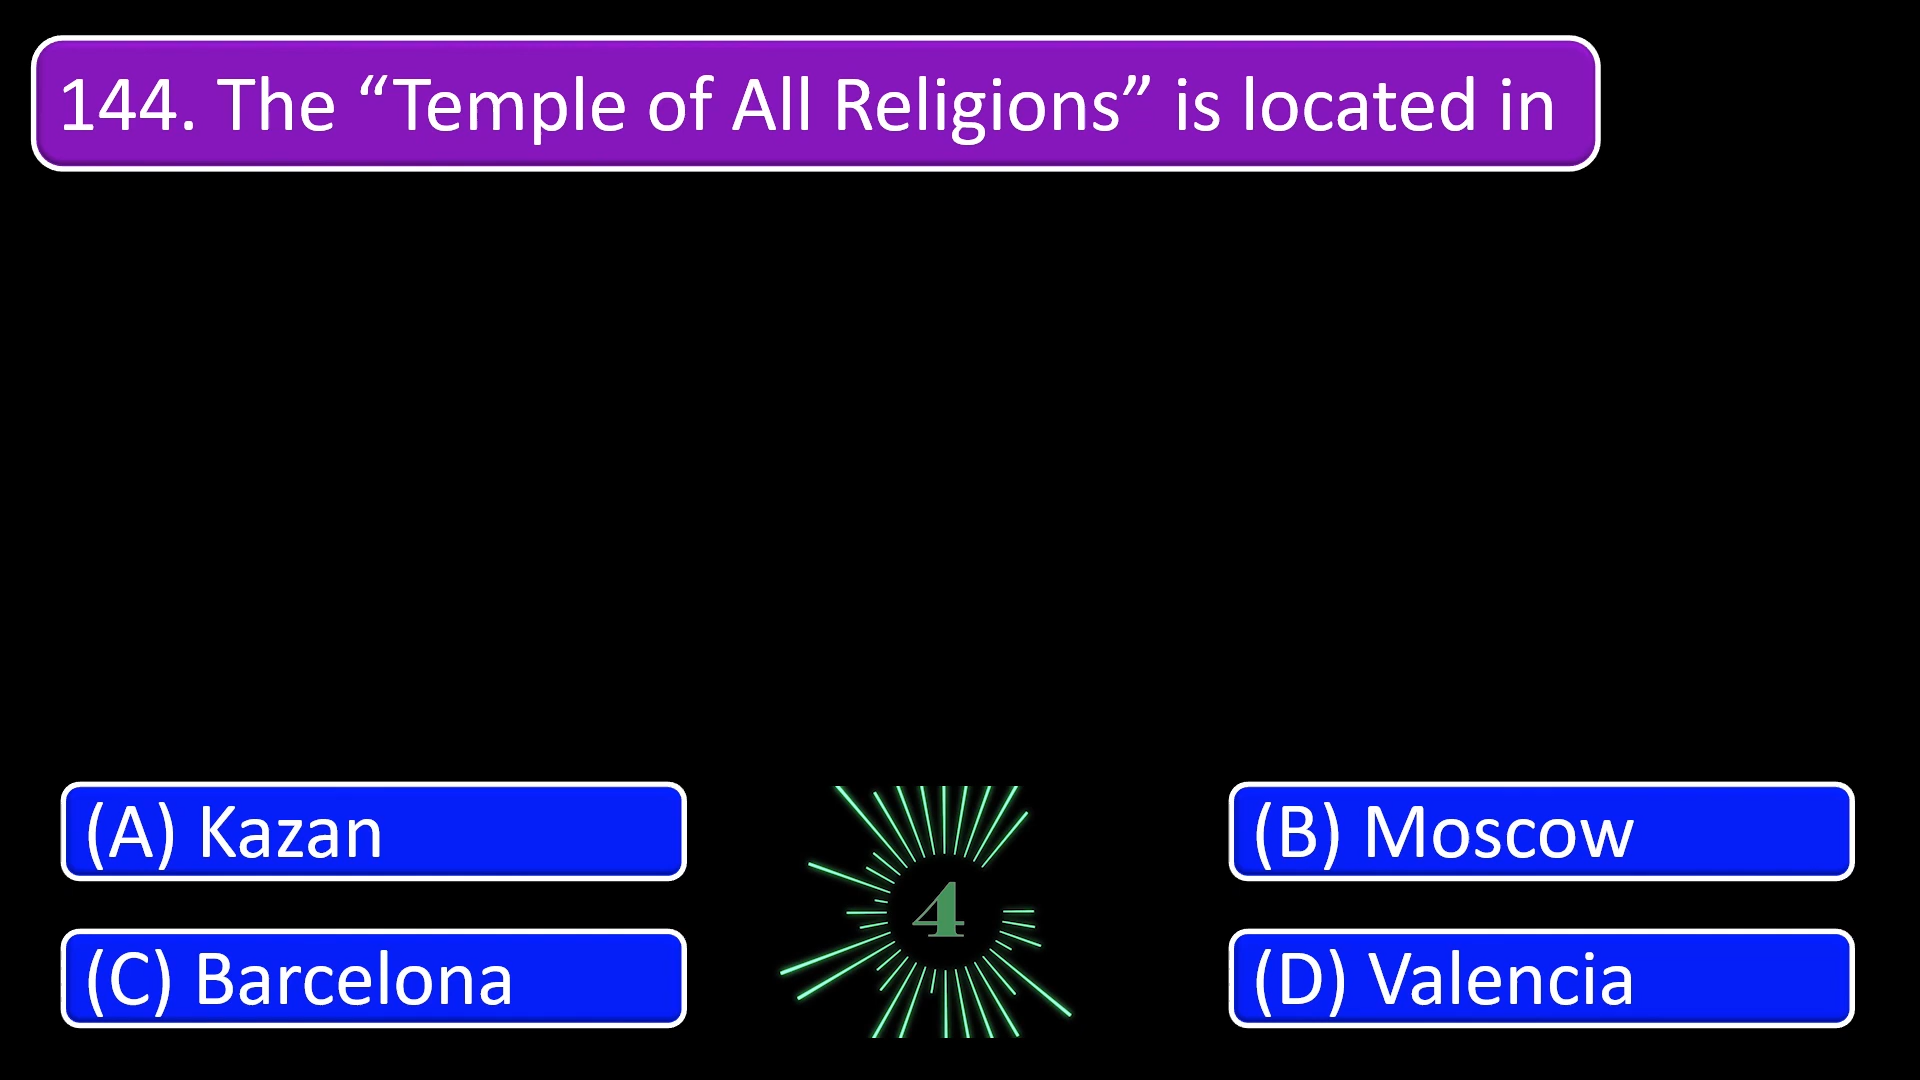 144. The “Temple of All Religions” is located in
(A) Kazan
(B) Moscow
4
(C) Barcelona
(D) Valencia